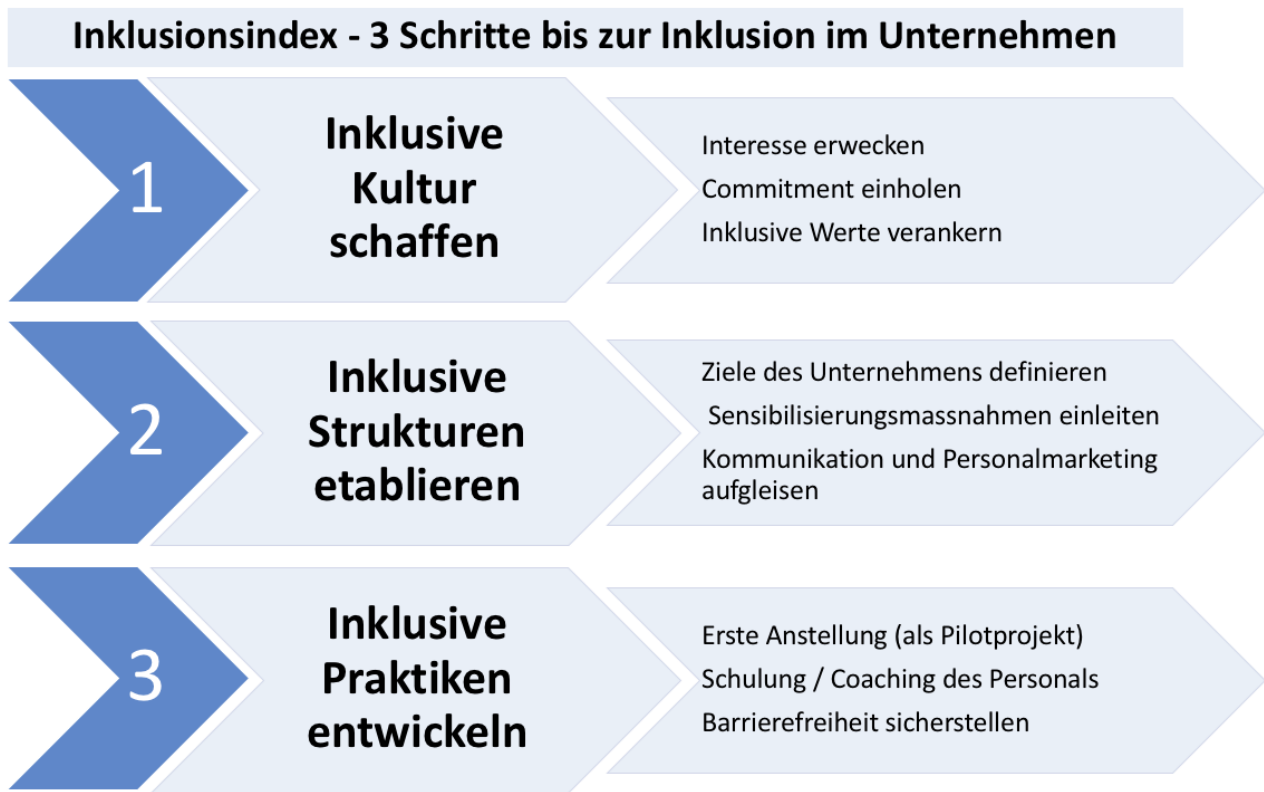 Inklusionsindex - 3 Schritte bis zur Inklusion im Unternehmen
1
Inklusive
Kultur
schaffen
Interesse erwecken
Commitment einholen
Inklusive Werte verankern
2
Inklusive
Strukturen
etablieren
Ziele des Unternehmens definieren
Sensibilisierungsmassnahmen einleiten
Kommunikation und Personalmarketing
aufgleisen
3
Inklusive
Praktiken
entwickeln
Erste Anstellung (als Pilotprojekt)
Schulung / Coaching des Personals
Barrierefreiheit sicherstellen